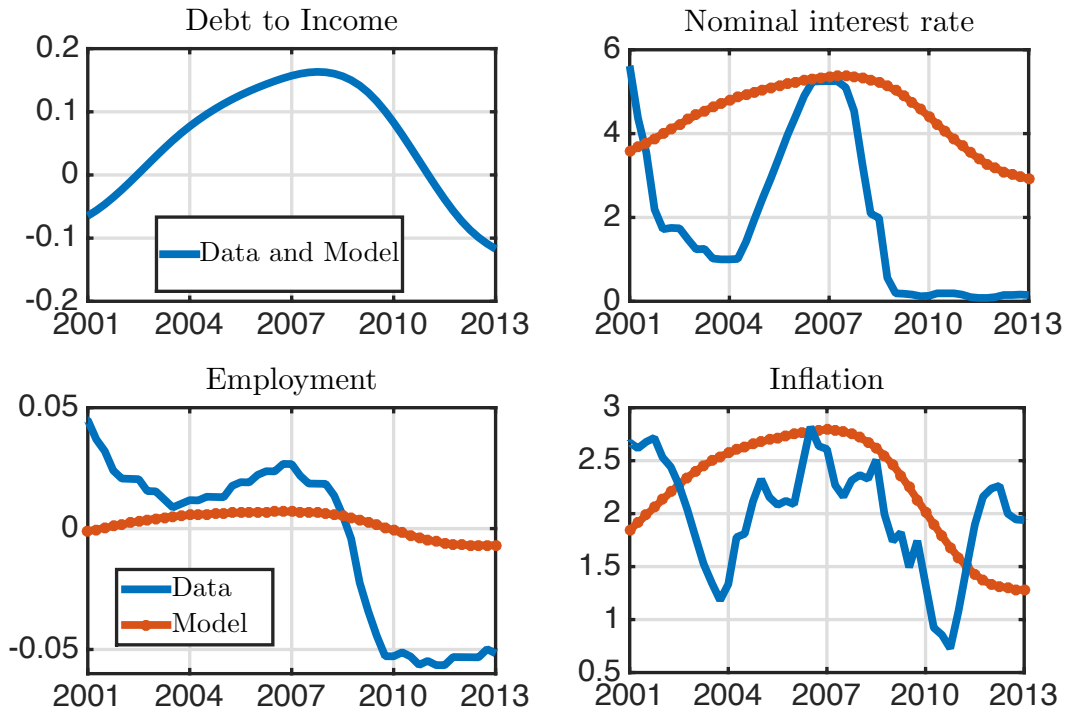 Debt to Income
0.2
0.1
0
-0.1
-0.2
Data and Model
2001 2004 2007 2010 2013
Nominal interest rate
6
4
2
0
2001 2004 2007 2010 2013
Employment
0.05
0
-0.05
Data
Model
2001 2004 2007 2010 2013
Inflation
3
2.5
2
1.5
1
0.5
2001 2004 2007 2010 2013